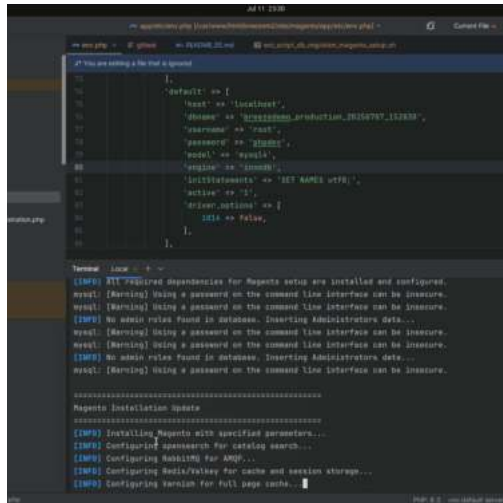 Jul 11 23:20
Current File
env.php
.gitignore
README_02.md
You are editing a file that is ignored
],
'default' => [
'host' => 'localhost',
'username' => 'root',
'password' => 'phpdev',
'model' => 'mysql4',
80 'engine' => 'innodb',
'initStatements' => 'SET NAMES utf8;',
'active' => '1',
'driver_options' => [
1014 => false,
],
],
Terminal Local × + ⌄
[INFO] All required dependencies for Magento setup are installed and configured.
mysql: [Warning] Using a password on the command line interface can be insecure.
mysql: [Warning] Using a password on the command line interface can be insecure.
[INFO] No admin roles found in database. Inserting Administrators data...
mysql: [Warning] Using a password on the command line interface can be insecure.
mysql: [Warning] Using a password on the command line interface can be insecure.
[INFO] No admin roles found in database. Inserting Administrators data...
mysql: [Warning] Using a password on the command line interface can be insecure.
Magento Installation Update
[INFO] Installing Magento with specified parameters...
[INFO] Configuring opensearch for catalog search...
[INFO] Configuring RabbitMQ for AMQP...
[INFO] Configuring Redis/Valkey for cache and session storage...
[INFO] Configuring Varnish for full page cache...